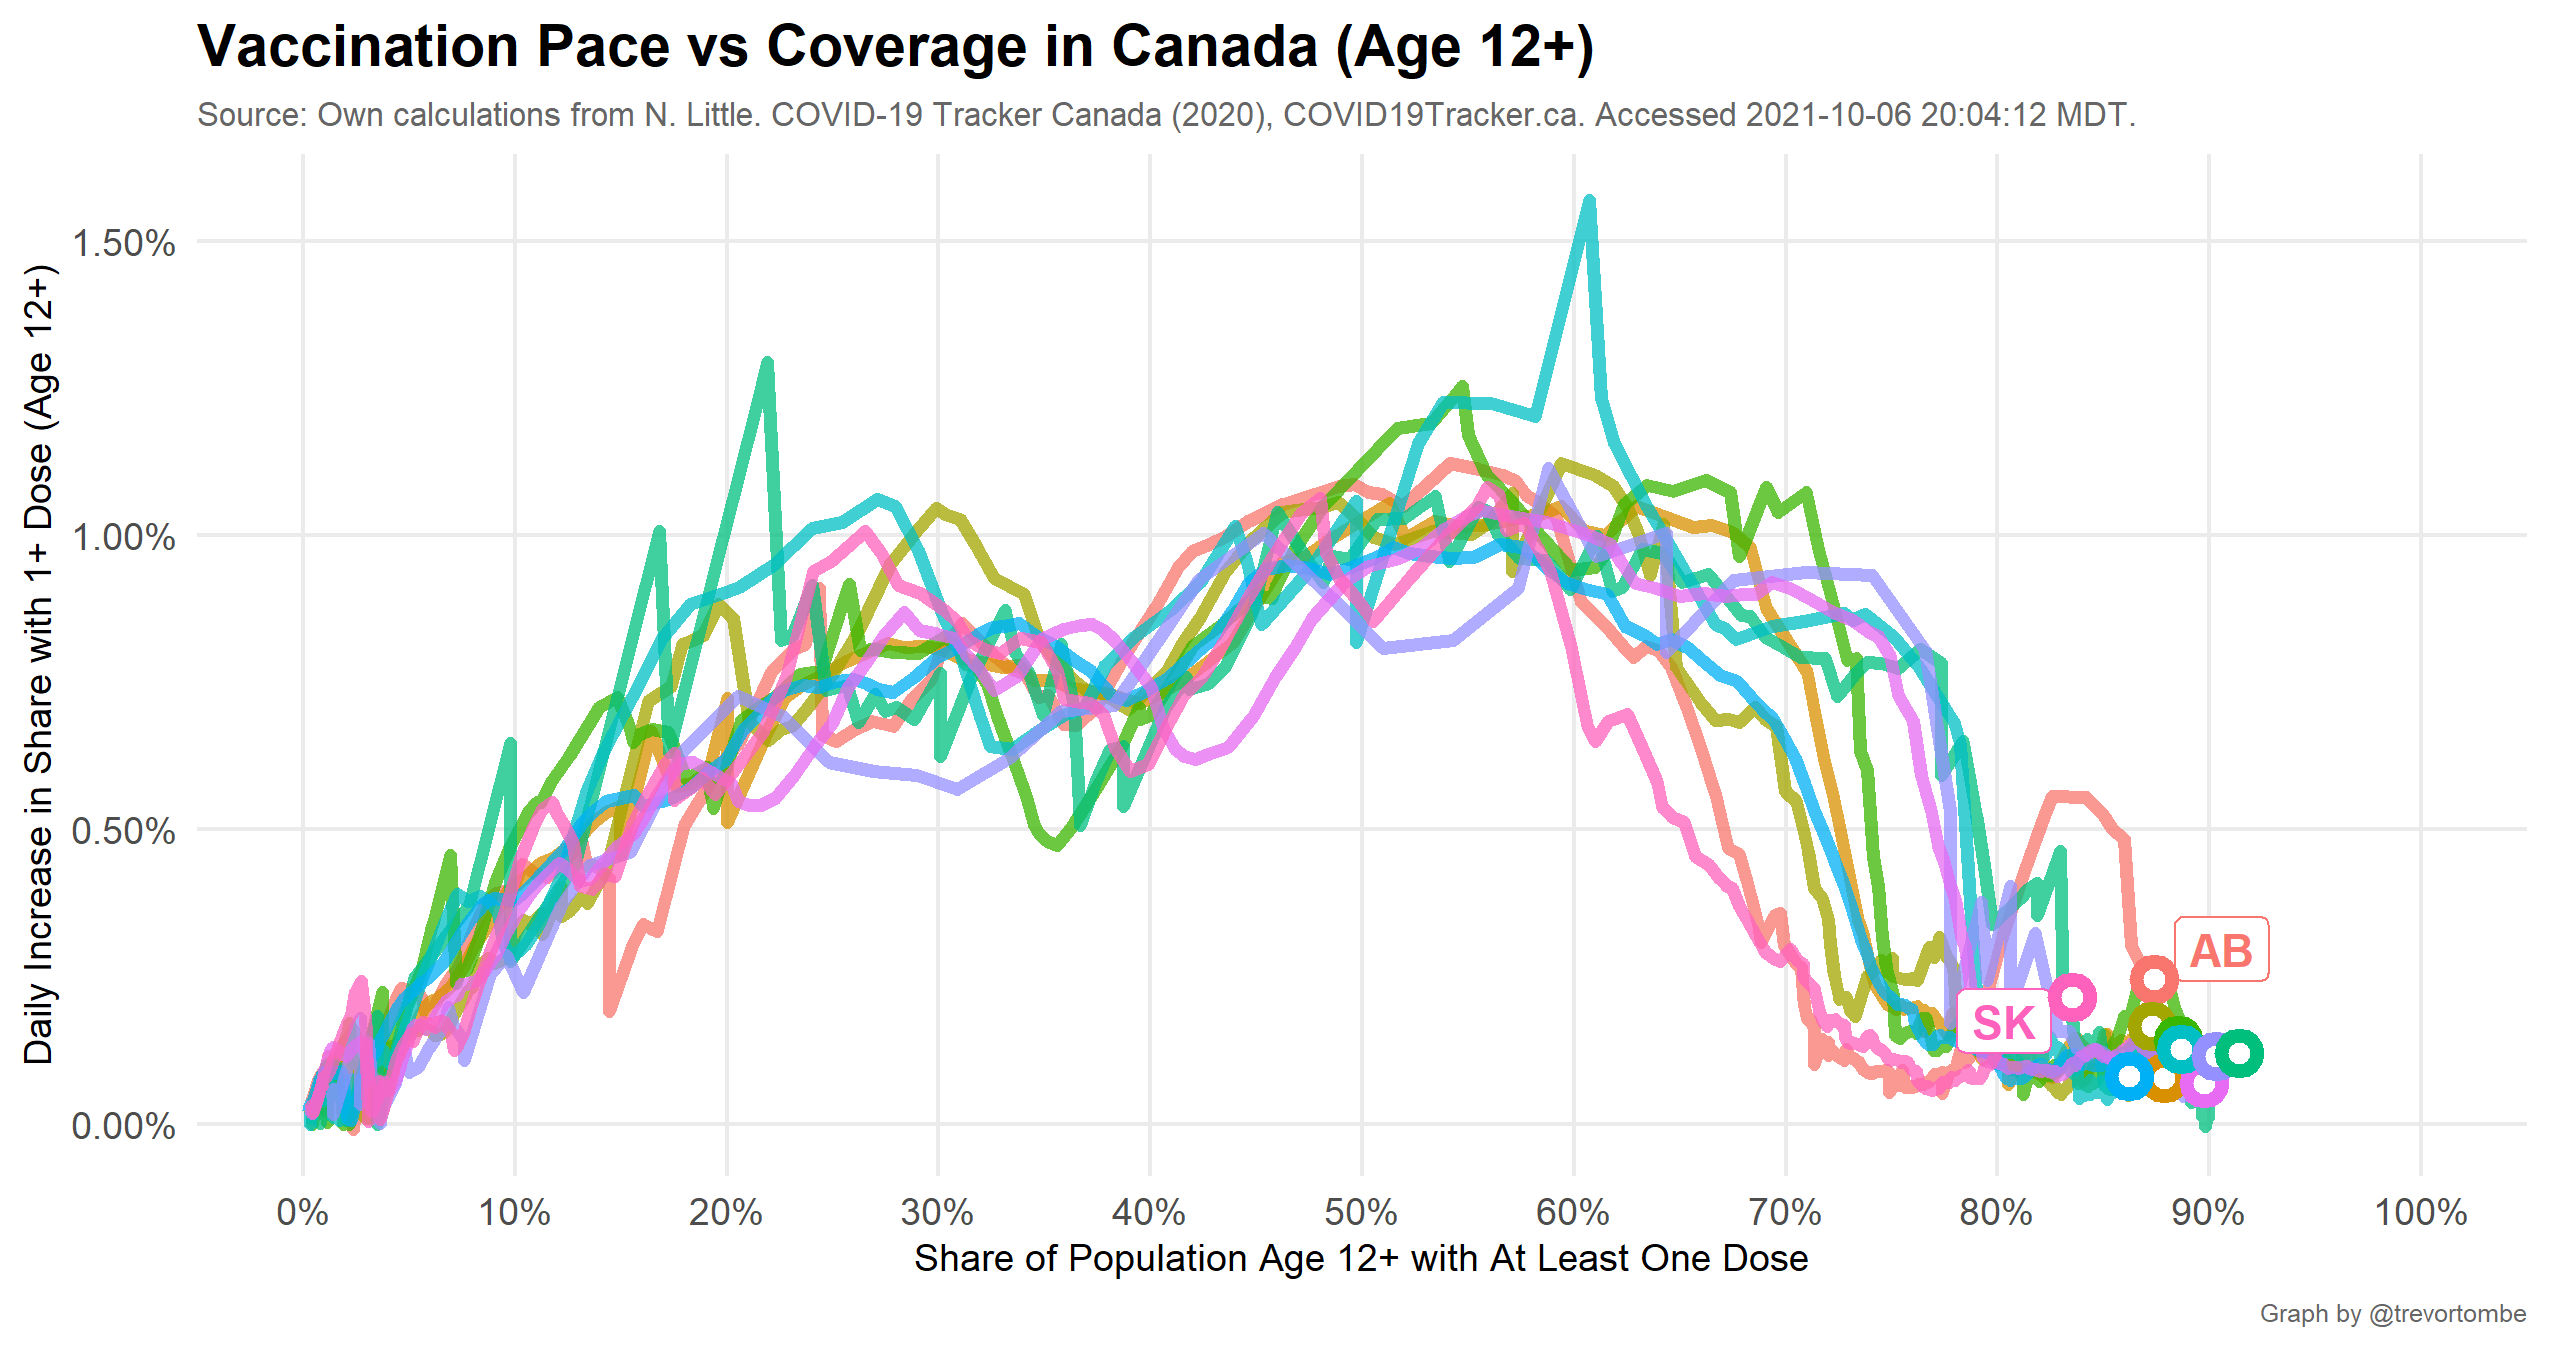 Vaccination Pace vs Coverage in Canada (Age 12+)
Source: Own calculations from N. Little. COVID-19 Tracker Canada (2020), COVID19Tracker.ca. Accessed 2021-10-06 20:04:12 MDT.
Daily Increase in Share with 1+ Dose (Age 12+)
1.50%
1.00%
0.50%
0.00%
AB
SK
0% 10% 20% 30% 40% 50% 60% 70% 80% 90% 100%
Share of Population Age 12+ with At Least One Dose
Graph by @trevortombe